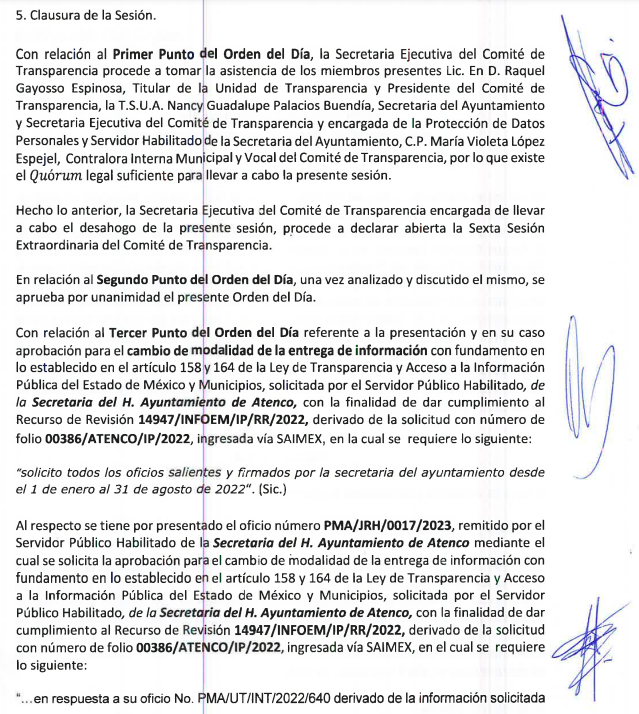 5. Clausura de la Sesión.
Con relación al Primer Punto del Orden del Día, la Secretaria Ejecutiva del Comité de
Transparencia procede a tomar la asistencia de los miembros presentes Lic. En D. Raquel
Gayosso Espinosa, Titular de la Unidad de Transparencia y Presidente del Comité de
Transparencia, la T.S.U.A. Nancy Guadalupe Palacios Buendía, Secretaria del Ayuntamiento
y Secretaria Ejecutiva del Comité de Transparencia y encargada de la Protección de Datos
Personales y Servidor Habilitado de la Secretaria del Ayuntamiento, C.P. María Violeta López
Espejel, Contralora Interna Municipal y Vocal del Comité de Transparencia, por lo que existe
el Quórum legal suficiente para llevar a cabo la presente sesión.
Hecho lo anterior, la Secretaria Ejecutiva del Comité de Transparencia encargada de llevar
a cabo el desahogo de la presente sesión, procede a declarar abierta la Sexta Sesión
Extraordinaria del Comité de Transparencia.
En relación al Segundo Punto del Orden del Día, una vez analizado y discutido el mismo, se
aprueba por unanimidad el presente Orden del Día.
Con relación al Tercer Punto del Orden del Día referente a la presentación y en su caso
aprobación para el cambio de modalidad de la entrega de información con fundamento en
lo establecido en el artículo 158 y 164 de la Ley de Transparencia y Acceso a la Información
Pública del Estado de México y Municipios, solicitada por el Servidor Público Habilitado, de
la Secretaria del H. Ayuntamiento de Atenco, con la finalidad de dar cumplimiento al
Recurso de Revisión 14947/INFOEM/IP/RR/2022, derivado de la solicitud con número de
folio 00386/ATENCO/IP/2022, ingresada vía SAIMEX, en la cual se requiere lo siguiente:
"solicito todos los oficios salientes y firmados por la secretaria del ayuntamiento desde
el 1 de enero al 31 de agosto de 2022". (Sic.)
Al respecto se tiene por presentado el oficio número PMA/JRH/0017/2023, remitido por el
Servidor Público Habilitado de la Secretaria del H. Ayuntamiento de Atenco mediante el
cual se solicita la aprobación para el cambio de modalidad de la entrega de información con
fundamento en lo establecido en el artículo 158 y 164 de la Ley de Transparencia y Acceso
a la Información Pública del Estado de México y Municipios, solicitada por el Servidor
Público Habilitado, de la Secretaria del H. Ayuntamiento de Atenco, con la finalidad de dar
cumplimiento al Recurso de Revisión 14947/INFOEM/IP/RR/2022, derivado de la solicitud
con número de folio 00386/ATENCO/IP/2022, ingresada vía SAIMEX, en el cual se requiere
lo siguiente:
"...en respuesta a su oficio No. PMA/UT/INT/2022/640 derivado de la información solicitada